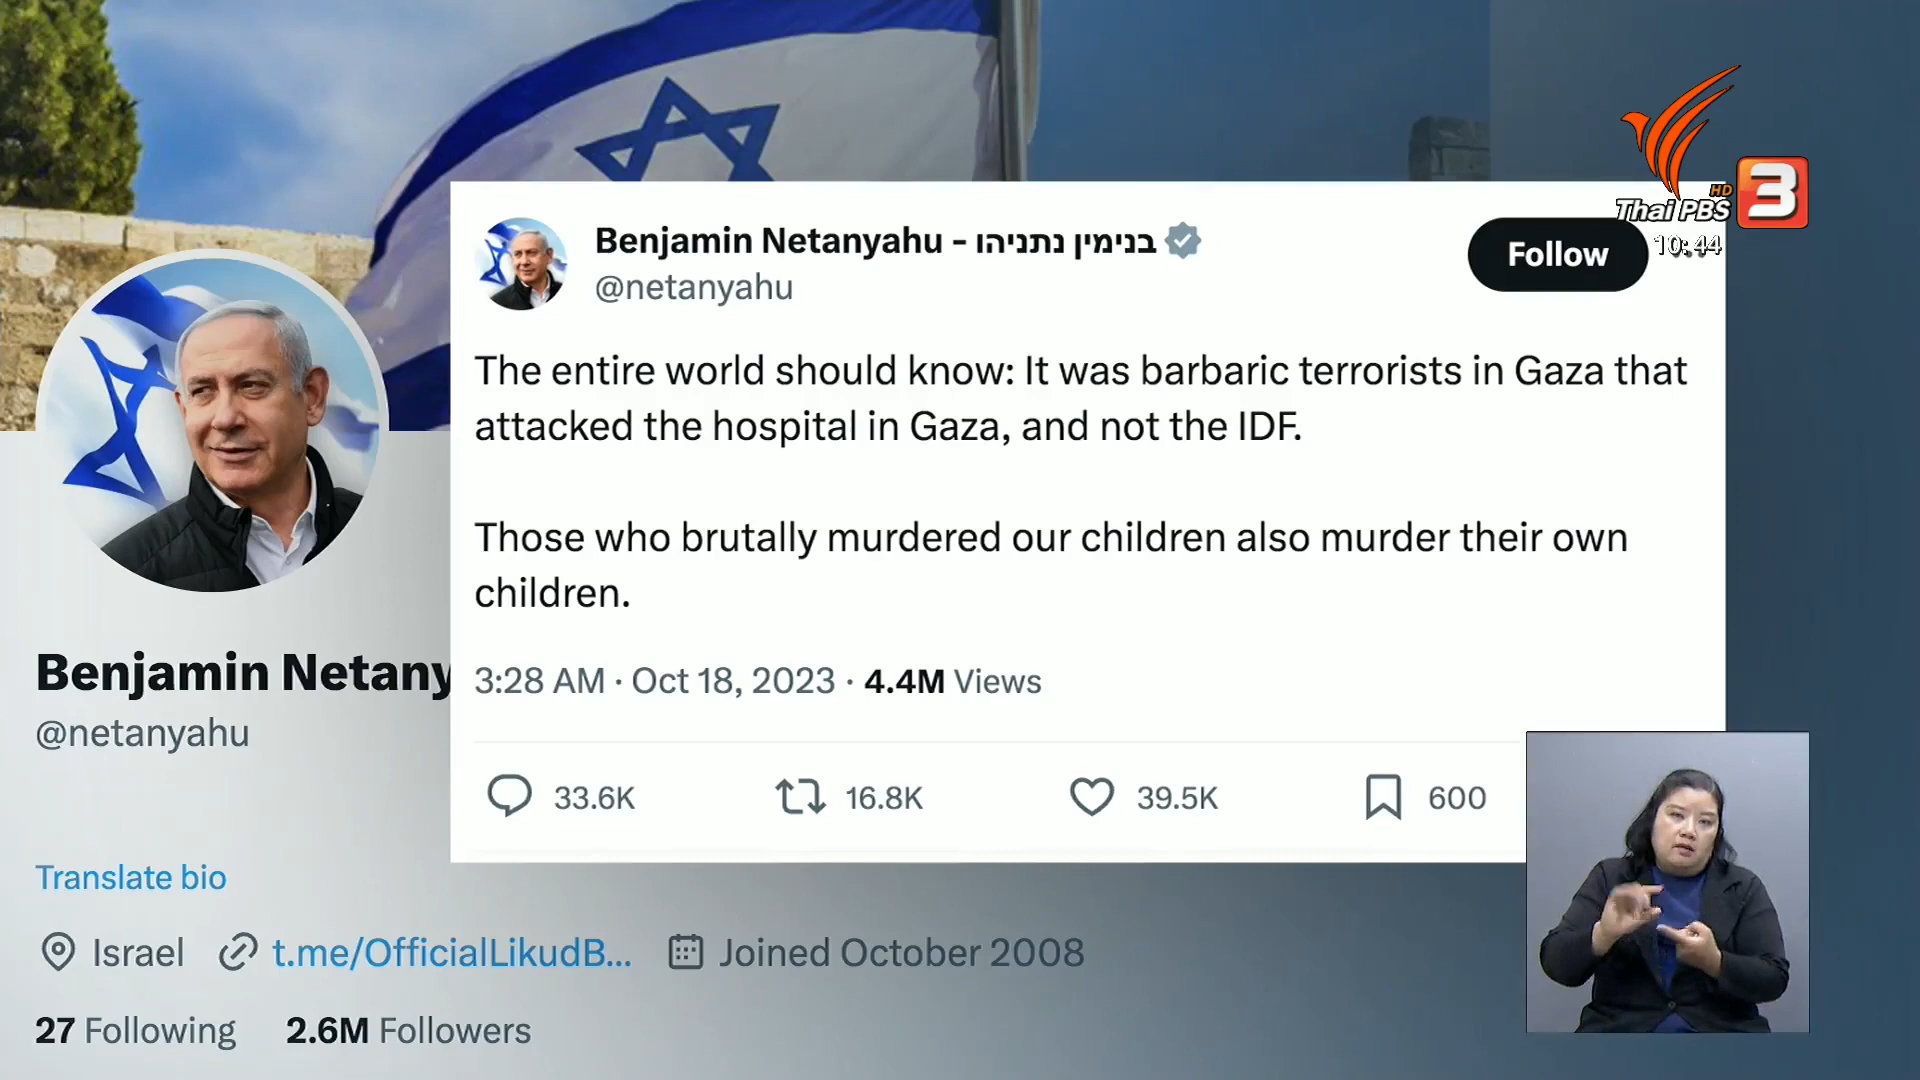 Thai PBS HD 3
10:44
Benjamin Netanyahu - בנימין נתניהו
@netanyahu
Follow
The entire world should know: It was barbaric terrorists in Gaza that
attacked the hospital in Gaza, and not the IDF.
Those who brutally murdered our children also murder their own
children.
3:28 AM · Oct 18, 2023 · 4.4M Views
33.6K 16.8K 39.5K 600
Benjamin Netany
@netanyahu
Translate bio
Israel t.me/OfficialLikudB... Joined October 2008
27 Following 2.6M Followers